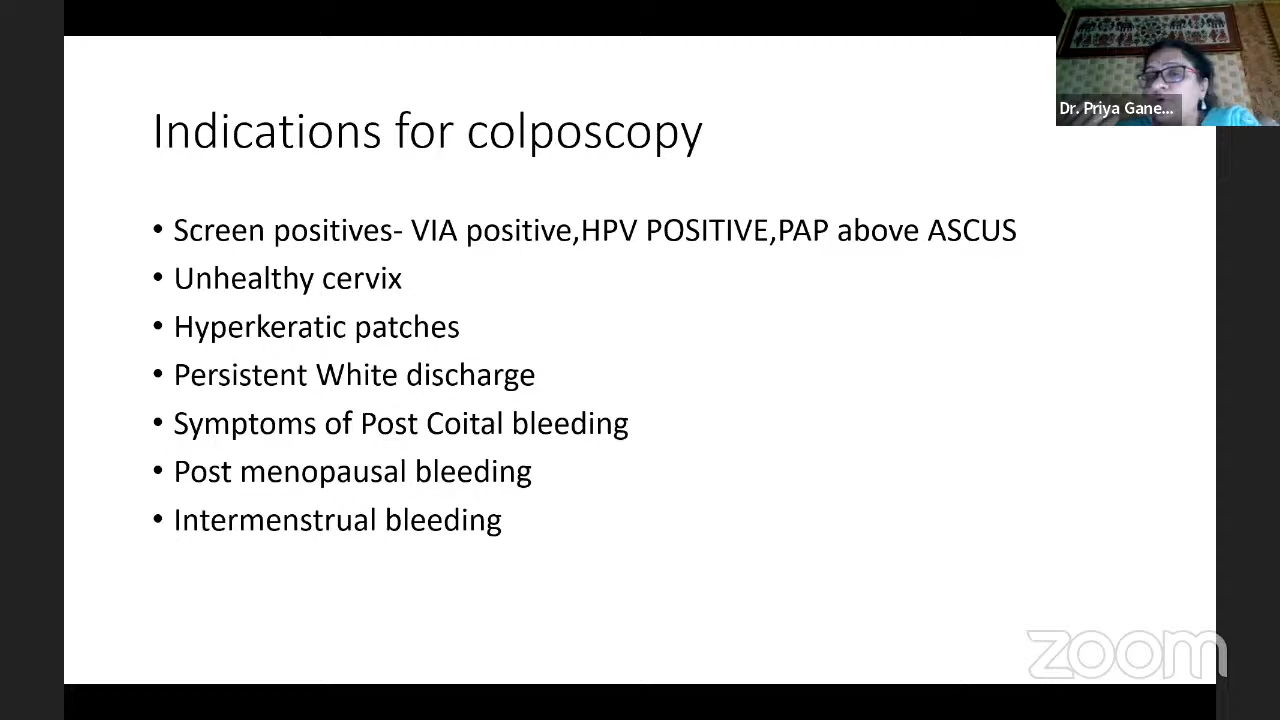 Dr. Priya Gane...
Indications for colposcopy
• Screen positives- VIA positive,HPV POSITIVE,PAP above ASCUS
• Unhealthy cervix
• Hyperkeratic patches
• Persistent White discharge
• Symptoms of Post Coital bleeding
• Post menopausal bleeding
• Intermenstrual bleeding
zoom